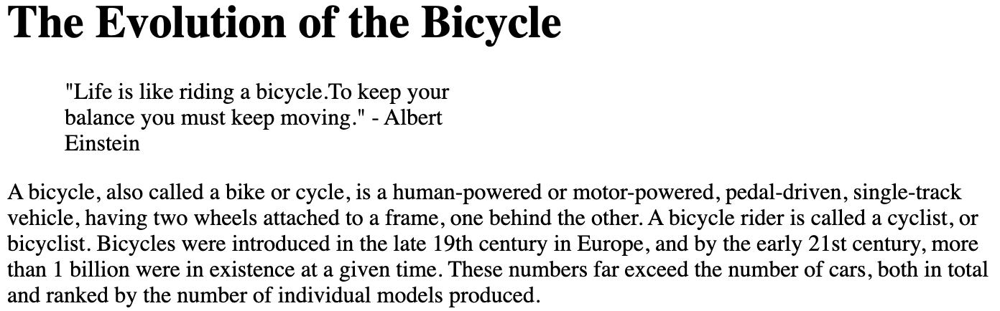 The Evolution of the Bicycle
"Life is like riding a bicycle.To keep your
balance you must keep moving." - Albert
Einstein
A bicycle, also called a bike or cycle, is a human-powered or motor-powered, pedal-driven, single-track
vehicle, having two wheels attached to a frame, one behind the other. A bicycle rider is called a cyclist, or
bicyclist. Bicycles were introduced in the late 19th century in Europe, and by the early 21st century, more
than 1 billion were in existence at a given time. These numbers far exceed the number of cars, both in total
and ranked by the number of individual models produced.